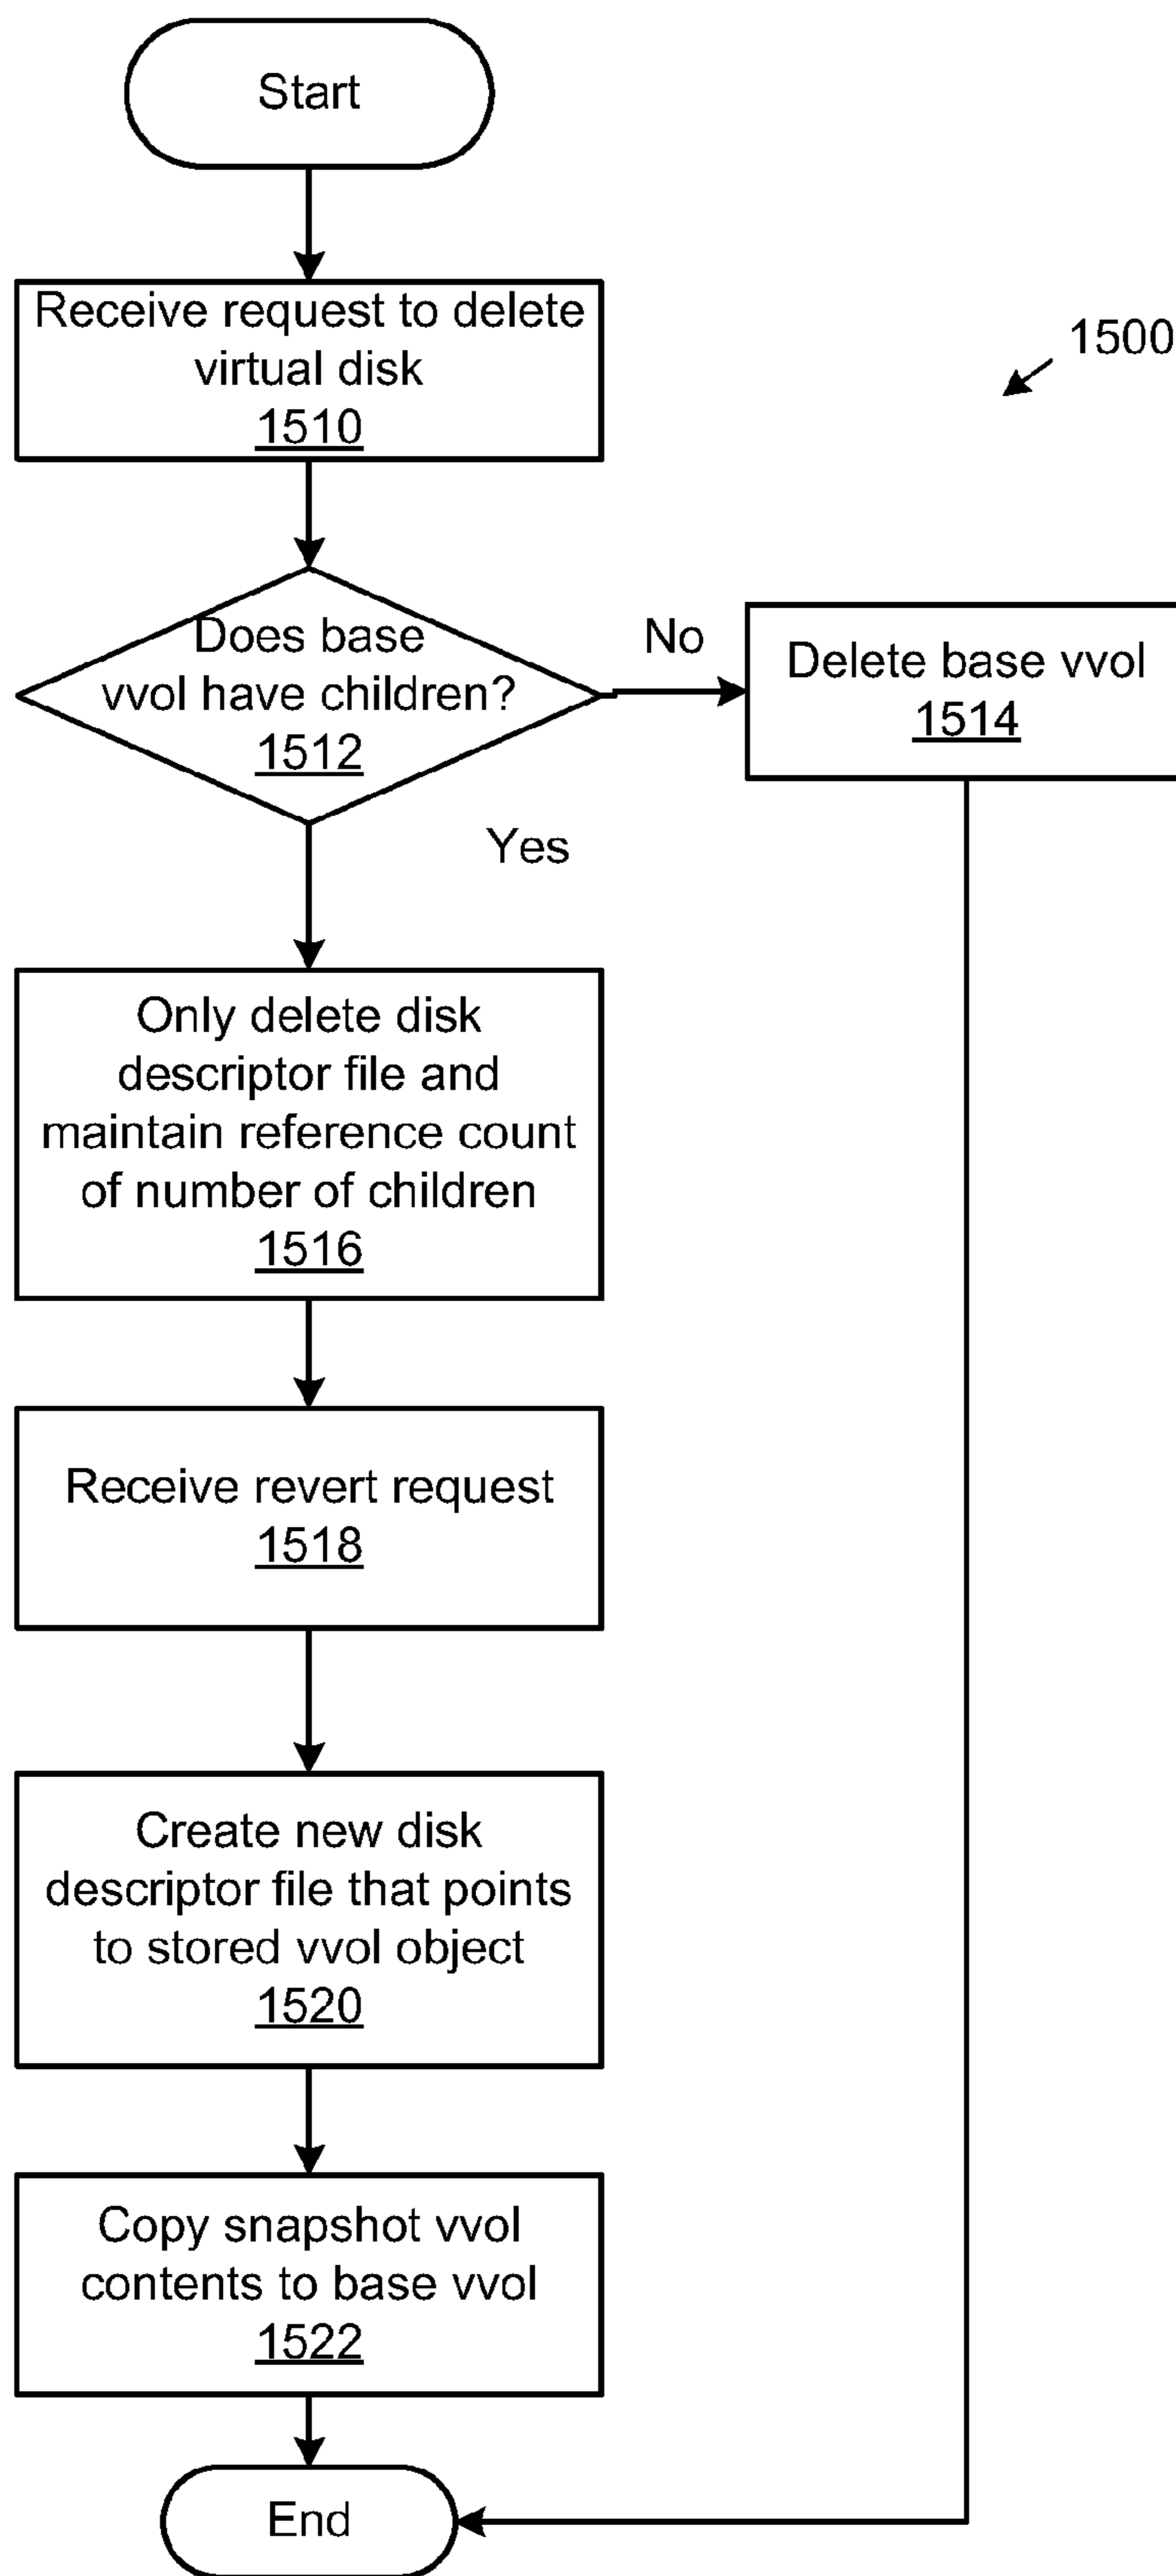 Start
Receive request to delete
virtual disk
1510
1500
Does base
vvol have children?
1512
No
Delete base vvol
1514
Yes
Only delete disk
descriptor file and
maintain reference count
of number of children
1516
Receive revert request
1518
Create new disk
descriptor file that points
to stored vvol object
1520
Copy snapshot vvol
contents to base vvol
1522
End